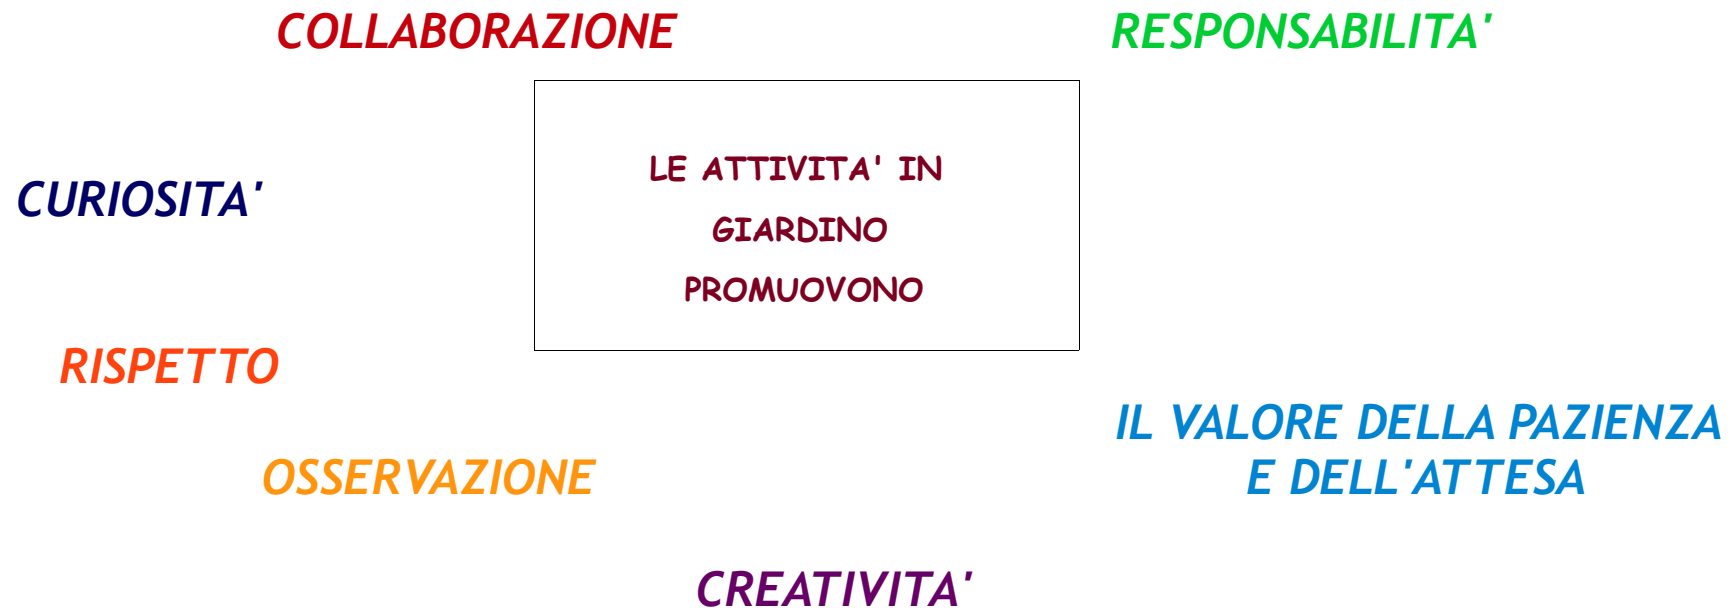 COLLABORAZIONE
RESPONSABILITA'
LE ATTIVITA' IN
GIARDINO
PROMUOVONO
CURIOSITA'
RISPETTO
IL VALORE DELLA PAZIENZA
E DELL'ATTESA
OSSERVAZIONE
CREATIVITA'